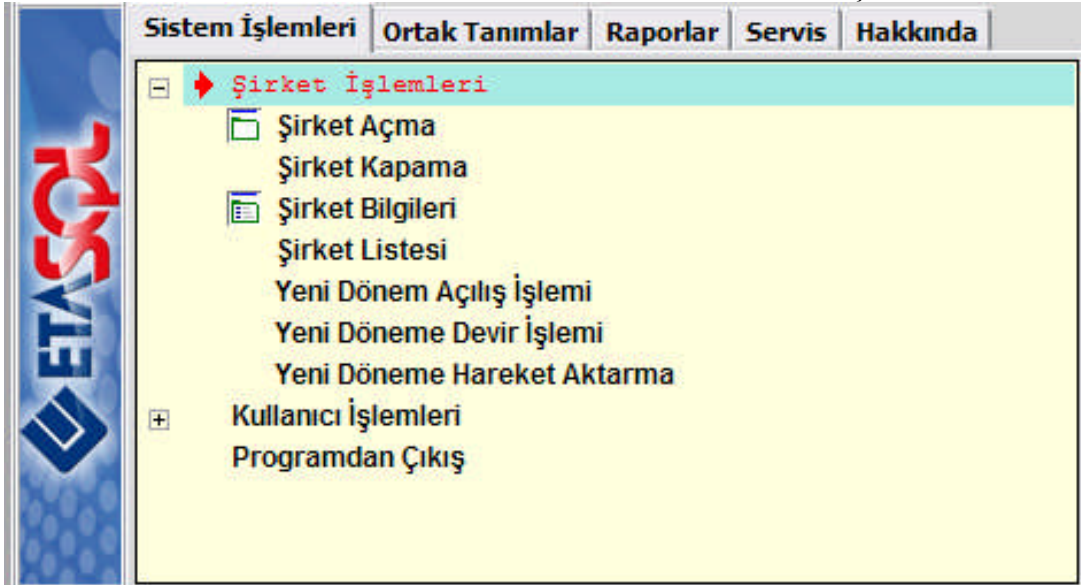 Sistem İşlemleri Ortak Tanımlar Raporlar Servis Hakkında
Şirket İşlemleri
Şirket Açma
Şirket Kapama
Şirket Bilgileri
Şirket Listesi
Yeni Dönem Açılış İşlemi
Yeni Döneme Devir İşlemi
Yeni Döneme Hareket Aktarma
Kullanıcı İşlemleri
Programdan Çıkış
ETASQL